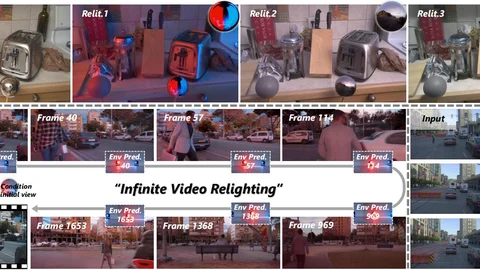 Relit.1
Relit.2
Relit.3
Frame 40
Frame 57
Frame 114
Input
Env Pred.
40
Env Pred.
57
Env Pred.
114
Pred.
Condition
initial view
"Infinite Video Relighting"
Env Pred.
1653
Env Pred.
1368
Env Pred.
969
Frame 1653
Frame 1368
Frame 969